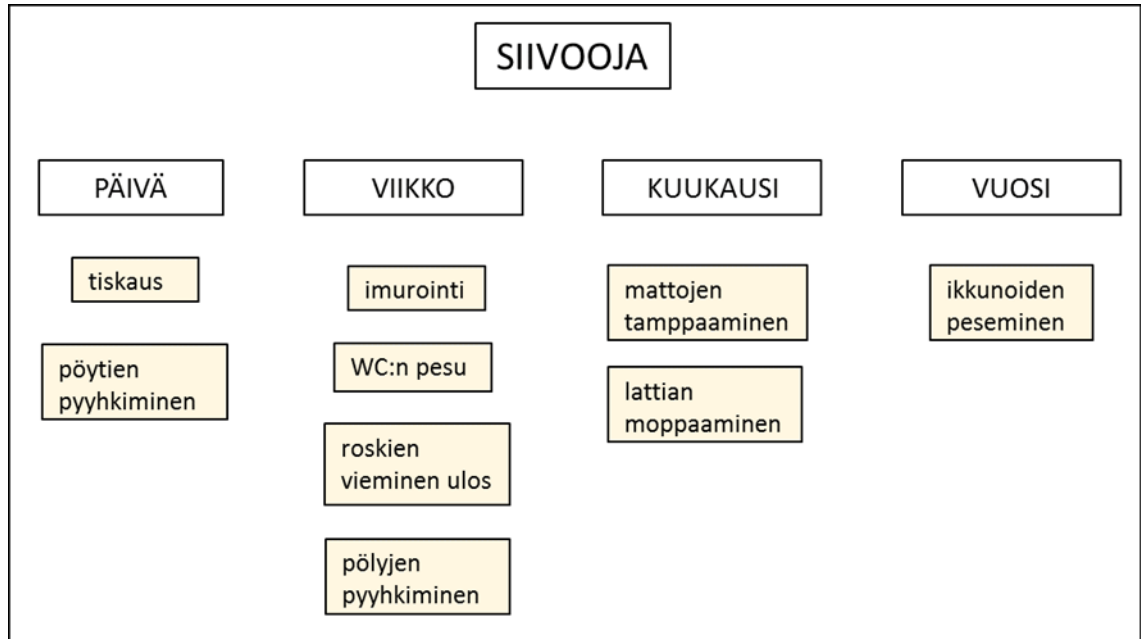 SIIVOOJA
PÄIVÄ
VIIKKO
KUUKAUSI
VUOSI
tiskaus
pöytien
pyyhkiminen
imurointi
WC:n pesu
roskien
vieminen ulos
pölyjen
pyyhkiminen
mattojen
tamppaaminen
lattian
moppaaminen
ikkunoiden
peseminen